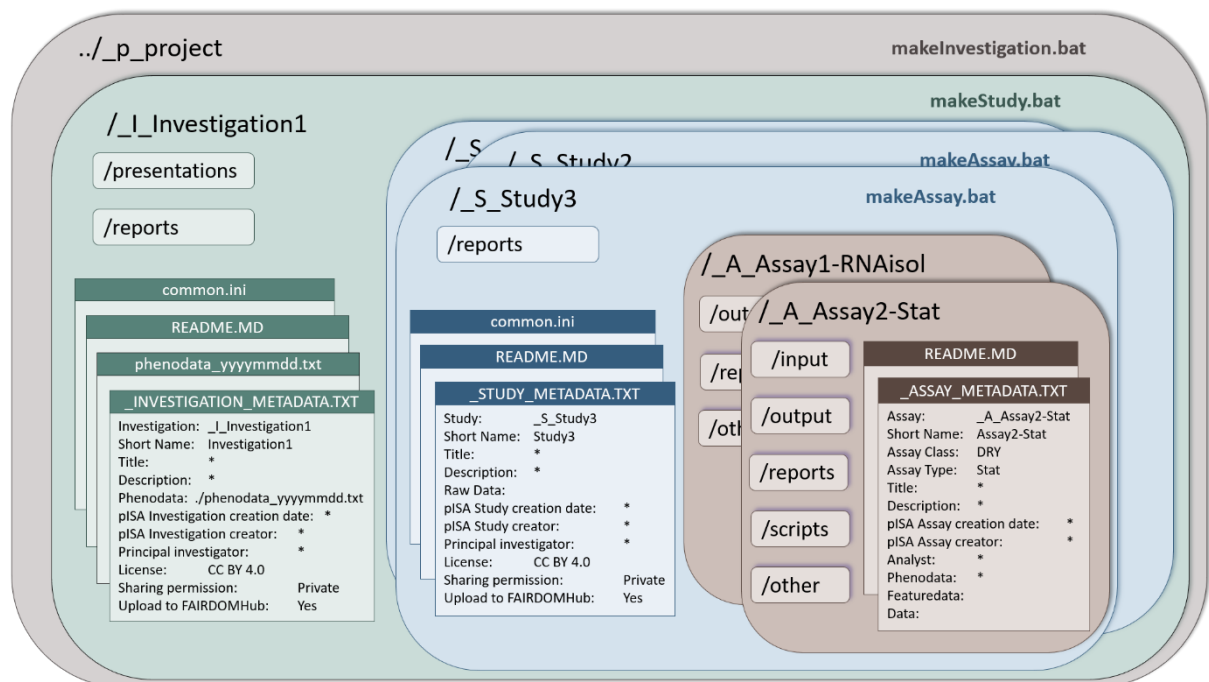 ../_p_project
makeInvestigation.bat
makeStudy.bat
/_I_Investigation1
/presentations
/reports
common.ini
README.MD
phenodata_yyyymmdd.txt
_INVESTIGATION_METADATA.TXT
Investigation: _I_Investigation1
Short Name: Investigation1
Title: *
Description: *
Phenodata: ./phenodata_yyyymmdd.txt
pISA Investigation creation date: *
pISA Investigation creator: *
Principal investigator: *
License: CC BY 4.0
Sharing permission: Private
Upload to FAIRDOMHub: Yes
/_S
/_S_Study2
makeAssay.bat
/_S_Study3
makeAssay.bat
/reports
common.ini
README.MD
_STUDY_METADATA.TXT
Study: _S_Study3
Short Name: Study3
Title: *
Description: *
Raw Data:
pISA Study creation date: *
pISA Study creator: *
Principal investigator: *
License: CC BY 4.0
Sharing permission: Private
Upload to FAIRDOMHub: Yes
/_A_Assay1-RNAisol
/out
/rep
/oth
/_A_Assay2-Stat
/input
/output
/reports
/scripts
/other
README.MD
_ASSAY_METADATA.TXT
Assay: _A_Assay2-Stat
Short Name: Assay2-Stat
Assay Class: DRY
Assay Type: Stat
Title: *
Description: *
pISA Assay creation date: *
pISA Assay creator: *
Analyst: *
Phenodata: *
Featuredata:
Data: